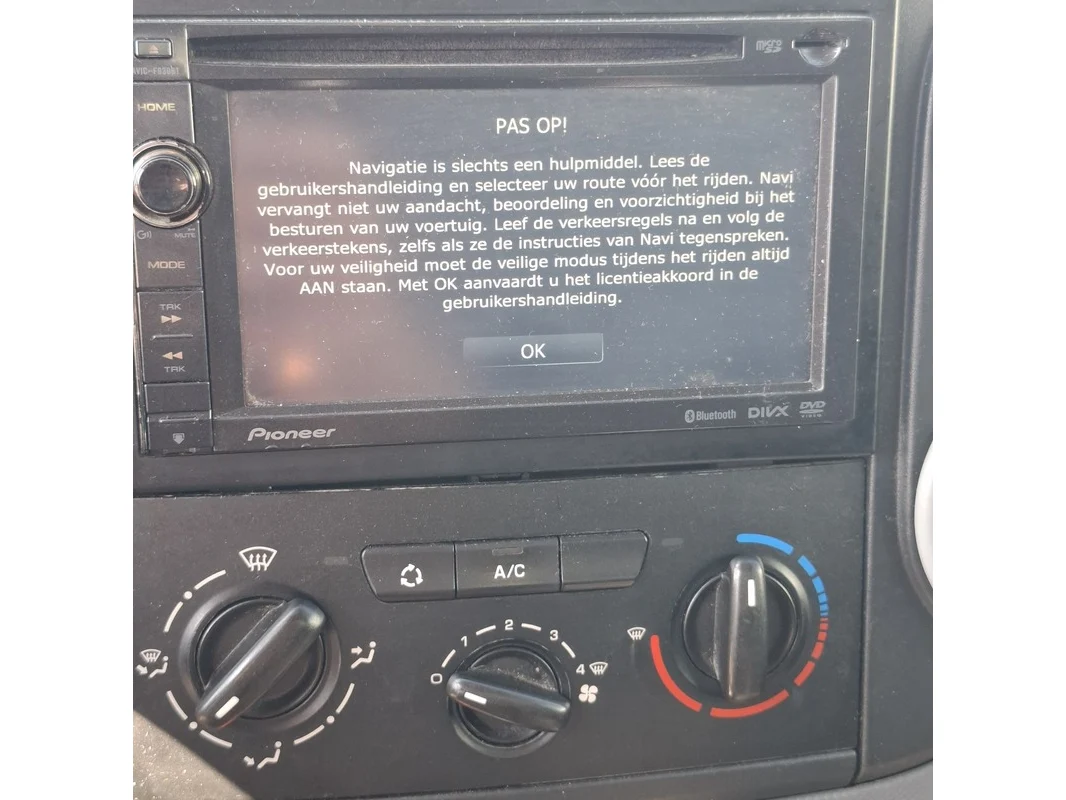 micro SD
HOME
PAS OP!
Navigatie is slechts een hulpmiddel. Lees de
gebruikershandleiding en selecteer uw route vóór het rijden. Navi
vervangt niet uw aandacht, beoordeling en voorzichtigheid bij het
besturen van uw voertuig. Leef de verkeersregels na en volg de
verkeerstekens, zelfs als ze de instructies van Navi tegenspreken.
Voor uw veiligheid moet de veilige modus tijdens het rijden altijd
AAN staan. Met OK aanvaardt u het licentieakkoord in de
gebruikershandleiding.
OK
MUTE
MODE
TRK
TRK
Pioneer
Bluetooth DIVX DVD
VIDEO
A/C
0 1 2 3 4